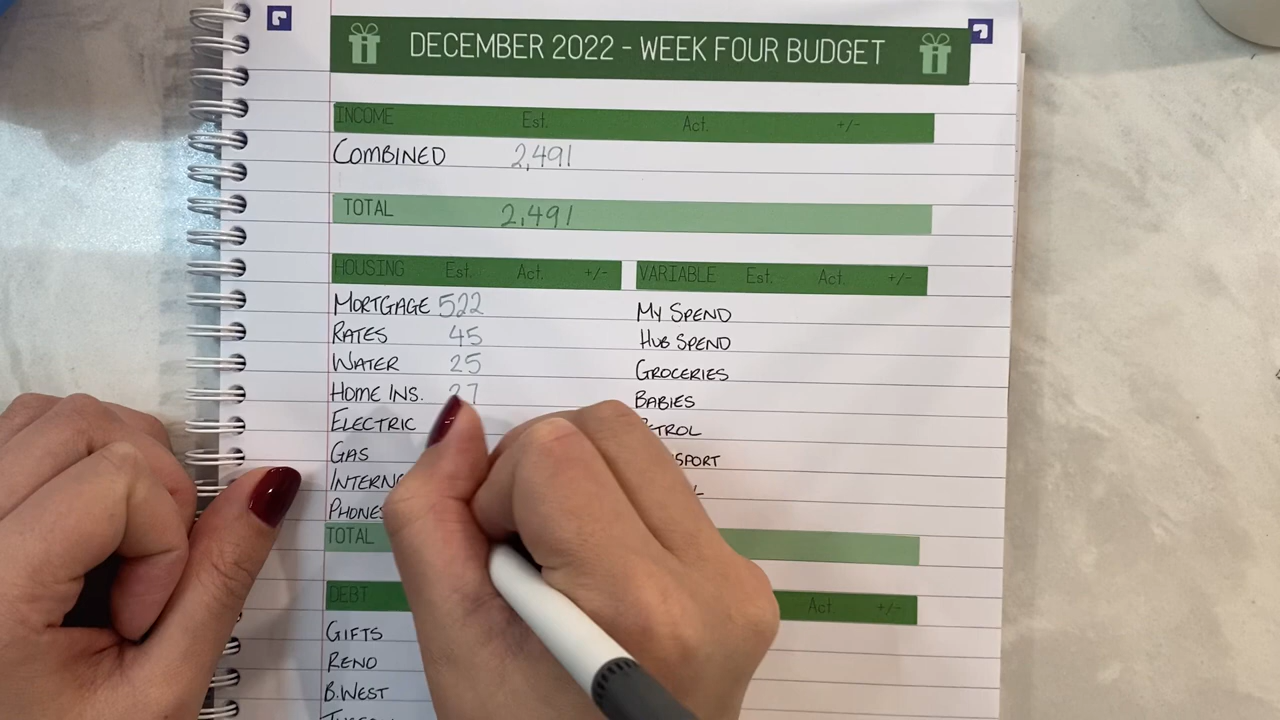 DECEMBER 2022 - WEEK FOUR BUDGET
INCOME Est. Act. +/-
COMBINED 2,491
TOTAL 2,491
HOUSING Est. Act. +/- VARIABLE Est. Act. +/-
MORTGAGE 522 MY SPEND
RATES 45 HUB SPEND
WATER 25 GROCERIES
HOME INS. 27 BABIES
ELECTRIC
GAS
TOTAL
DEBT Act. +/-
GIFTS
RENO
B.WEST